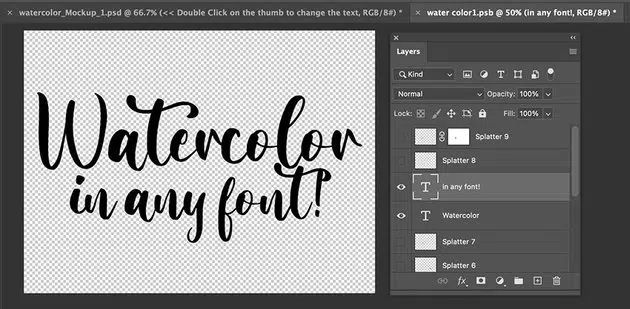 watercolor_Mockup_1.psd @ 66.7% (<< Double Click on the thumb to change the text, RGB/8#) *
water color1.psb @ 50% (in any font!, RGB/8#) *
Watercolor
in any font!
Layers
Kind
T
Normal
Opacity: 100%
Lock:
Fill: 100%
Splatter 9
Splatter 8
T in any font!
T Watercolor
Splatter 7
Splatter 6
fx